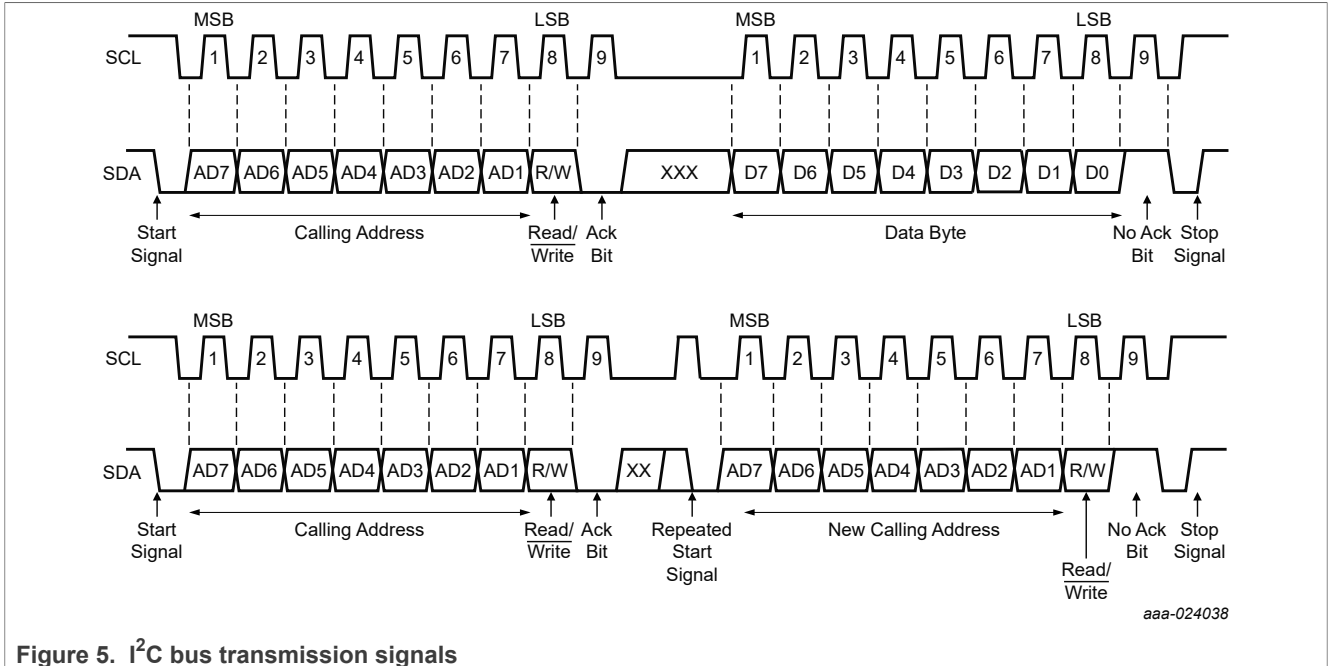 MSB LSB MSB LSB
SCL 1 2 3 4 5 6 7 8 9 1 2 3 4 5 6 7 8 9
SDA AD7 AD6 AD5 AD4 AD3 AD2 AD1 R/W XXX D7 D6 D5 D4 D3 D2 D1 D0
Start Signal Calling Address Read/Write Ack Bit Data Byte No Ack Bit Stop Signal
MSB LSB MSB LSB
SCL 1 2 3 4 5 6 7 8 9 1 2 3 4 5 6 7 8 9
SDA AD7 AD6 AD5 AD4 AD3 AD2 AD1 R/W XX AD7 AD6 AD5 AD4 AD3 AD2 AD1 R/W
Start Signal Calling Address Read/Write Ack Bit Repeated Start Signal New Calling Address Read/Write No Ack Bit Stop Signal
aaa-024038
Figure 5. I²C bus transmission signals